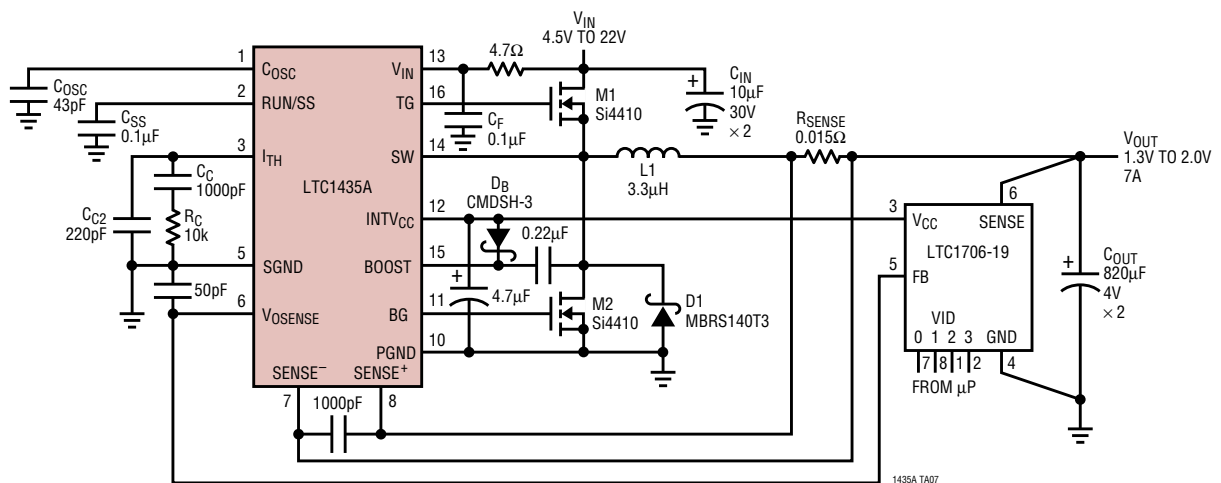 V_IN
4.5V TO 22V
1
C_OSC
13
V_IN
4.7Ω
C_OSC
43pF
2
RUN/SS
16
TG
M1
Si4410
+
C_IN
10µF
30V
× 2
C_SS
0.1µF
C_F
0.1µF
R_SENSE
0.015Ω
3
I_TH
14
SW
L1
3.3µH
V_OUT
1.3V TO 2.0V
7A
C_C
1000pF
LTC1435A
D_B
CMDSH-3
6
SENSE
C_C2
220pF
R_C
10k
12
INTV_CC
0.22µF
3
V_CC
LTC1706-19
5
SGND
15
BOOST
5
FB
+
C_OUT
820µF
4V
× 2
50pF
+
4.7µF
6
V_OSENSE
11
BG
M2
Si4410
D1
MBRS140T3
VID
0 1 2 3
GND
10
PGND
7 8 1 2
4
FROM µP
SENSE⁻
SENSE⁺
7
8
1000pF
1435A TA07